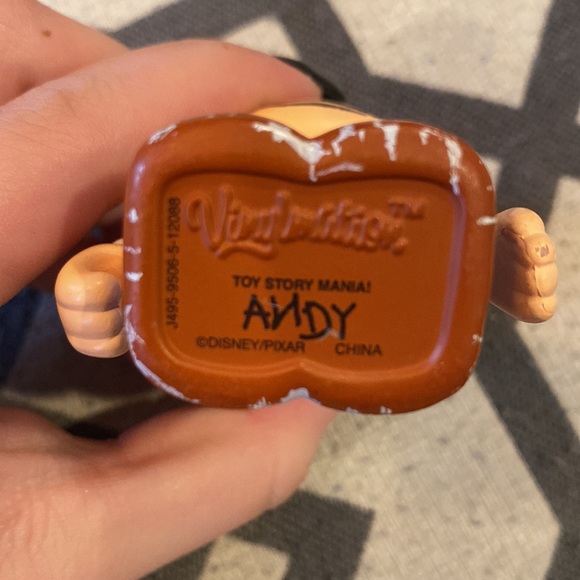 Vinylmation™
TOY STORY MANIA!
ANDY
©DISNEY/PIXAR CHINA
J495-9506-5-12088